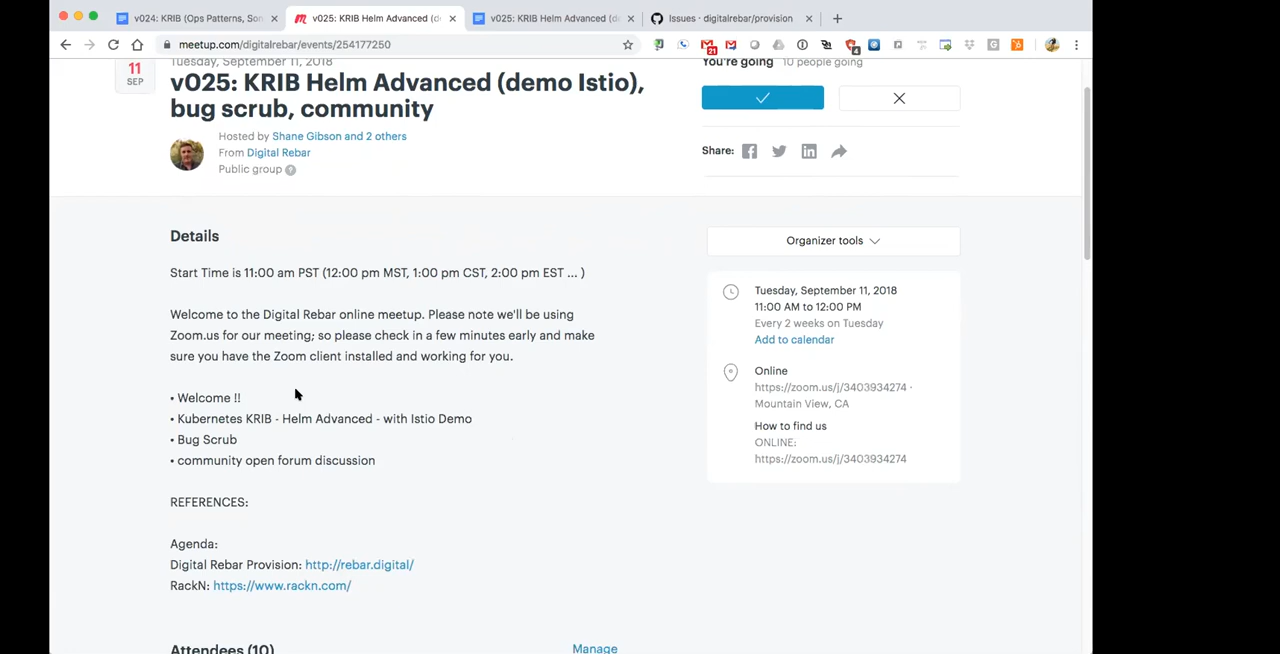 v024: KRIB (Ops Patterns, Son
v025: KRIB Helm Advanced (d
v025: KRIB Helm Advanced (d
Issues · digitalrebar/provision
meetup.com/digitalrebar/events/254177250
21
4
11
SEP
Tuesday, September 11, 2018
v025: KRIB Helm Advanced (demo Istio),
bug scrub, community
Hosted by Shane Gibson and 2 others
From Digital Rebar
Public group ?
You're going 10 people going
Share:
Details
Start Time is 11:00 am PST (12:00 pm MST, 1:00 pm CST, 2:00 pm EST ... )
Welcome to the Digital Rebar online meetup. Please note we'll be using
Zoom.us for our meeting; so please check in a few minutes early and make
sure you have the Zoom client installed and working for you.
• Welcome !!
• Kubernetes KRIB - Helm Advanced - with Istio Demo
• Bug Scrub
• community open forum discussion
REFERENCES:
Agenda:
Digital Rebar Provision: http://rebar.digital/
RackN: https://www.rackn.com/
Attendees (10)
Manage
Organizer tools
Tuesday, September 11, 2018
11:00 AM to 12:00 PM
Every 2 weeks on Tuesday
Add to calendar
Online
https://zoom.us/j/3403934274 ·
Mountain View, CA
How to find us
ONLINE:
https://zoom.us/j/3403934274